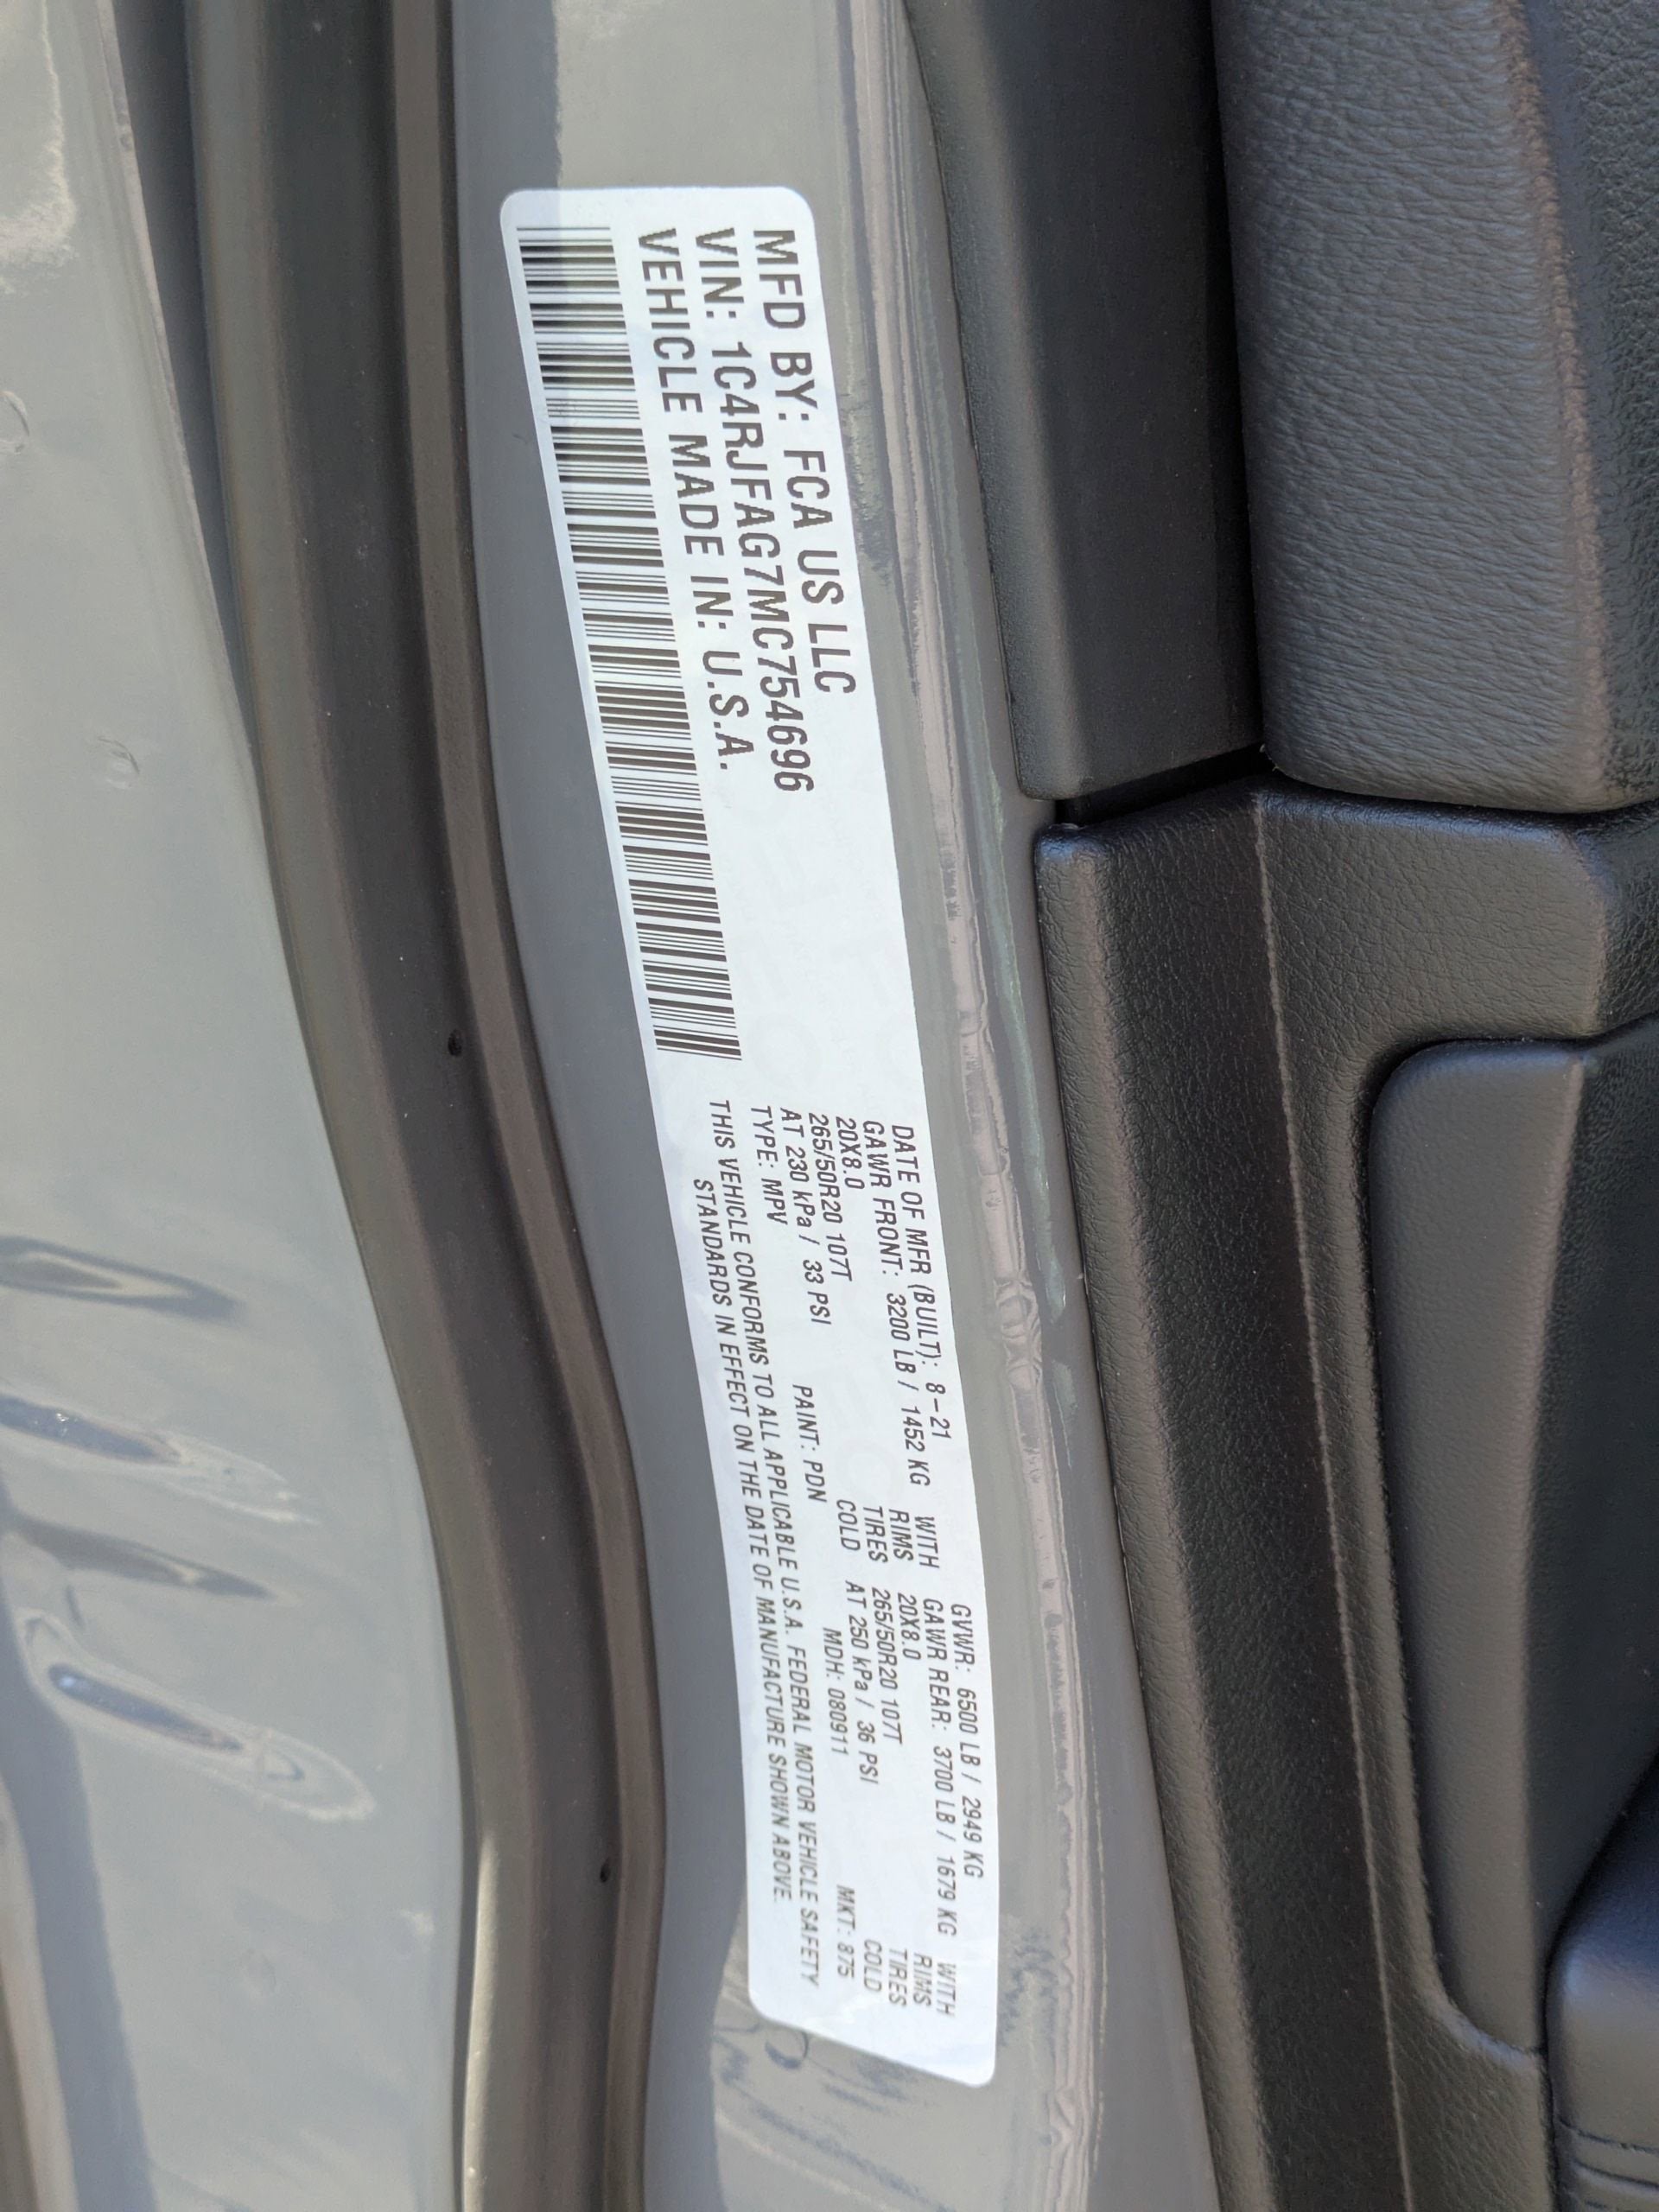 MFD BY: FCA US LLC
VIN: 1C4RJFAG7MC754696
VEHICLE MADE IN: U.S.A.
DATE OF MFR (BUILT): 8-21 GVWR: 6500 LB / 2949 KG
GAWR FRONT: 3200 LB / 1452 KG WITH GAWR REAR: 3700 LB / 1679 KG WITH
20X8.0 RIMS 20X8.0 RIMS
265/50R20 107T TIRES 265/50R20 107T TIRES
AT 230 kPa / 33 PSI COLD AT 250 kPa / 36 PSI COLD
TYPE: MPV PAINT: PDN MDH: 080911 MKT: 875
THIS VEHICLE CONFORMS TO ALL APPLICABLE U.S.A. FEDERAL MOTOR VEHICLE SAFETY
STANDARDS IN EFFECT ON THE DATE OF MANUFACTURE SHOWN ABOVE.